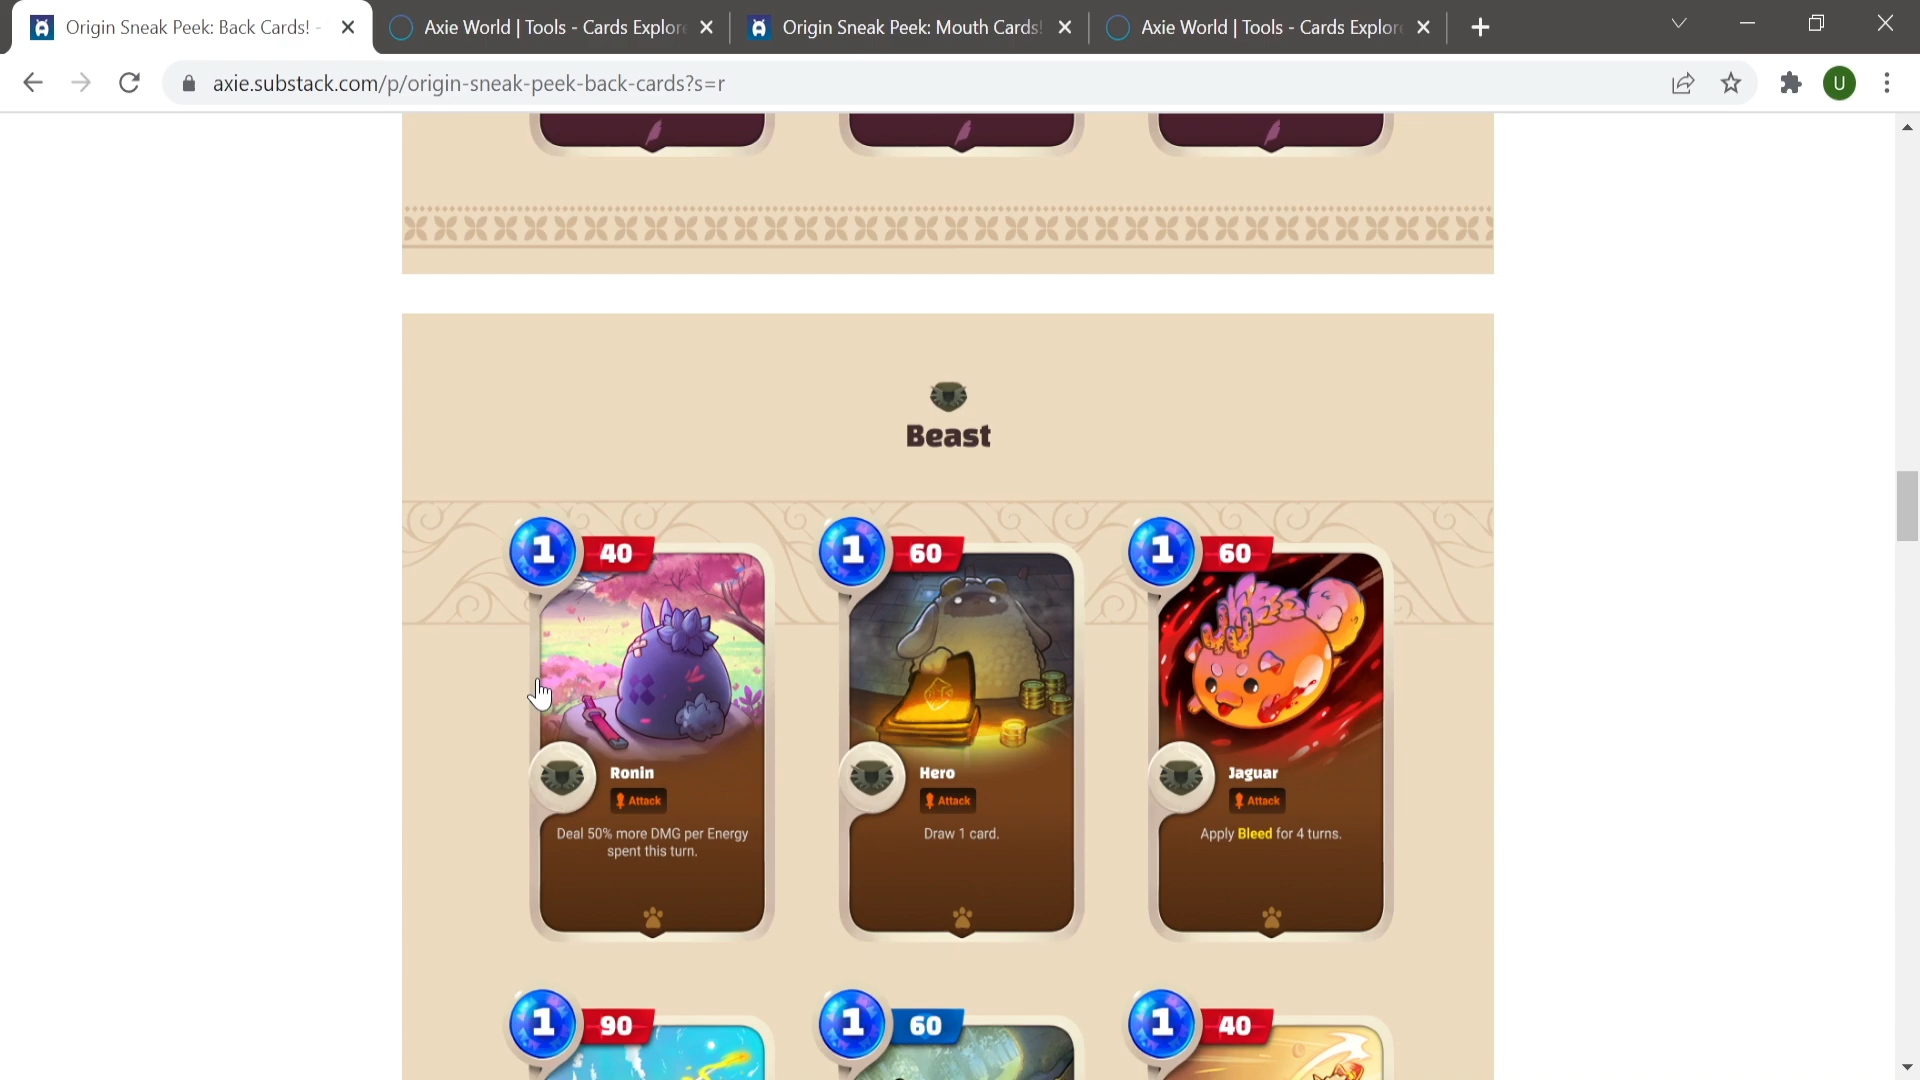 Origin Sneak Peek: Back Cards! -
Axie World | Tools - Cards Explore
Origin Sneak Peek: Mouth Cards!
Axie World | Tools - Cards Explore
axie.substack.com/p/origin-sneak-peek-back-cards?s=r
U
Beast
1 40
1 60
1 60
Ronin
Attack
Deal 50% more DMG per Energy
spent this turn.
Hero
Attack
Draw 1 card.
Jaguar
Attack
Apply Bleed for 4 turns.
1 90
1 60
1 40